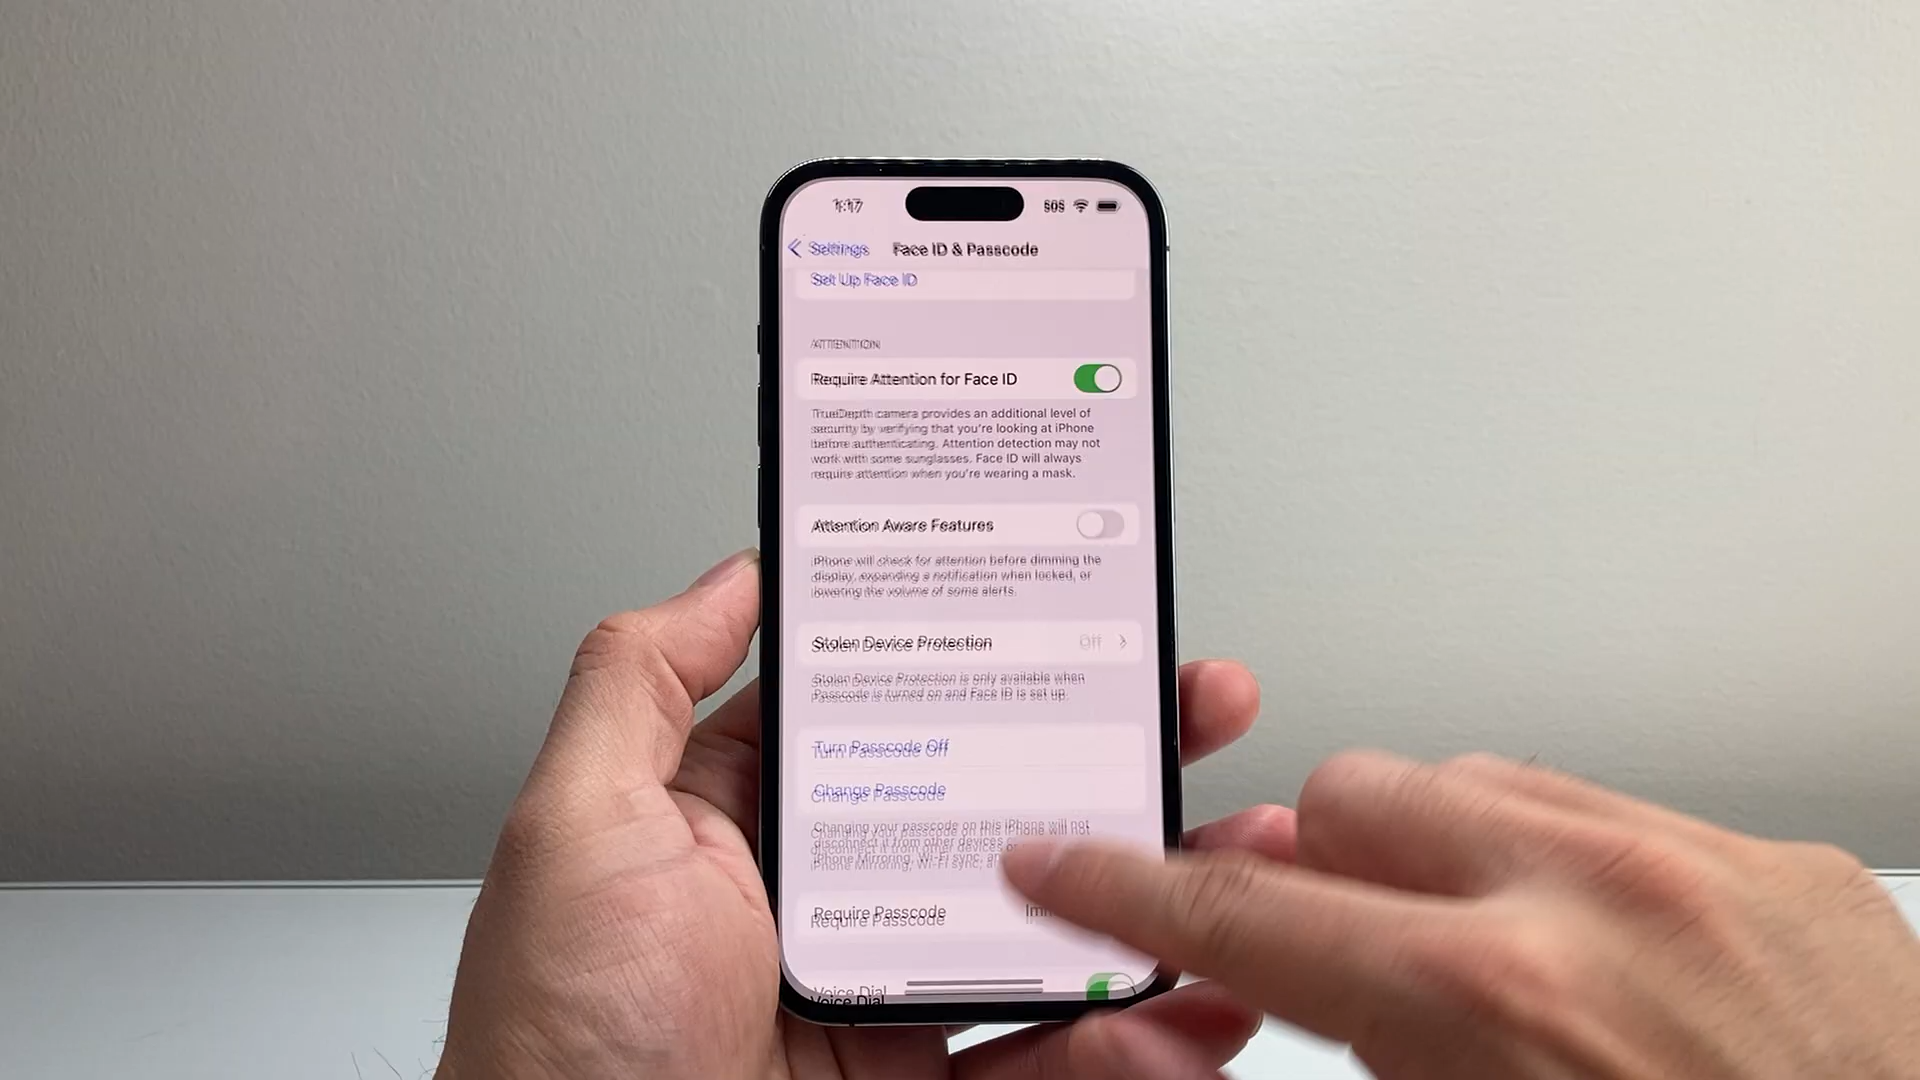 1:17
SOS
Settings
Face ID & Passcode
Set Up Face ID
ATTENTION
Require Attention for Face ID
TrueDepth camera provides an additional level of
security by verifying that you're looking at iPhone
before authenticating. Attention detection may not
work with some sunglasses. Face ID will always
require attention when you're wearing a mask.
Attention Aware Features
iPhone will check for attention before dimming the
display, expanding a notification when locked, or
lowering the volume of some alerts.
Stolen Device Protection
Off
Stolen Device Protection is only available when
Passcode is turned on and Face ID is set up.
Turn Passcode Off
Change Passcode
Changing your passcode on this iPhone will not
disconnect it from other devices
iPhone Mirroring, Wi-Fi sync,
Require Passcode
Voice Dial